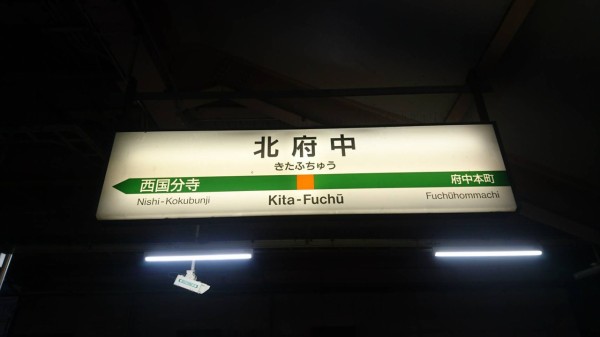 北府中
きたふちゅう
西国分寺
府中本町
Nishi-Kokubunji
Kita-Fuchū
Fuchūhommachi